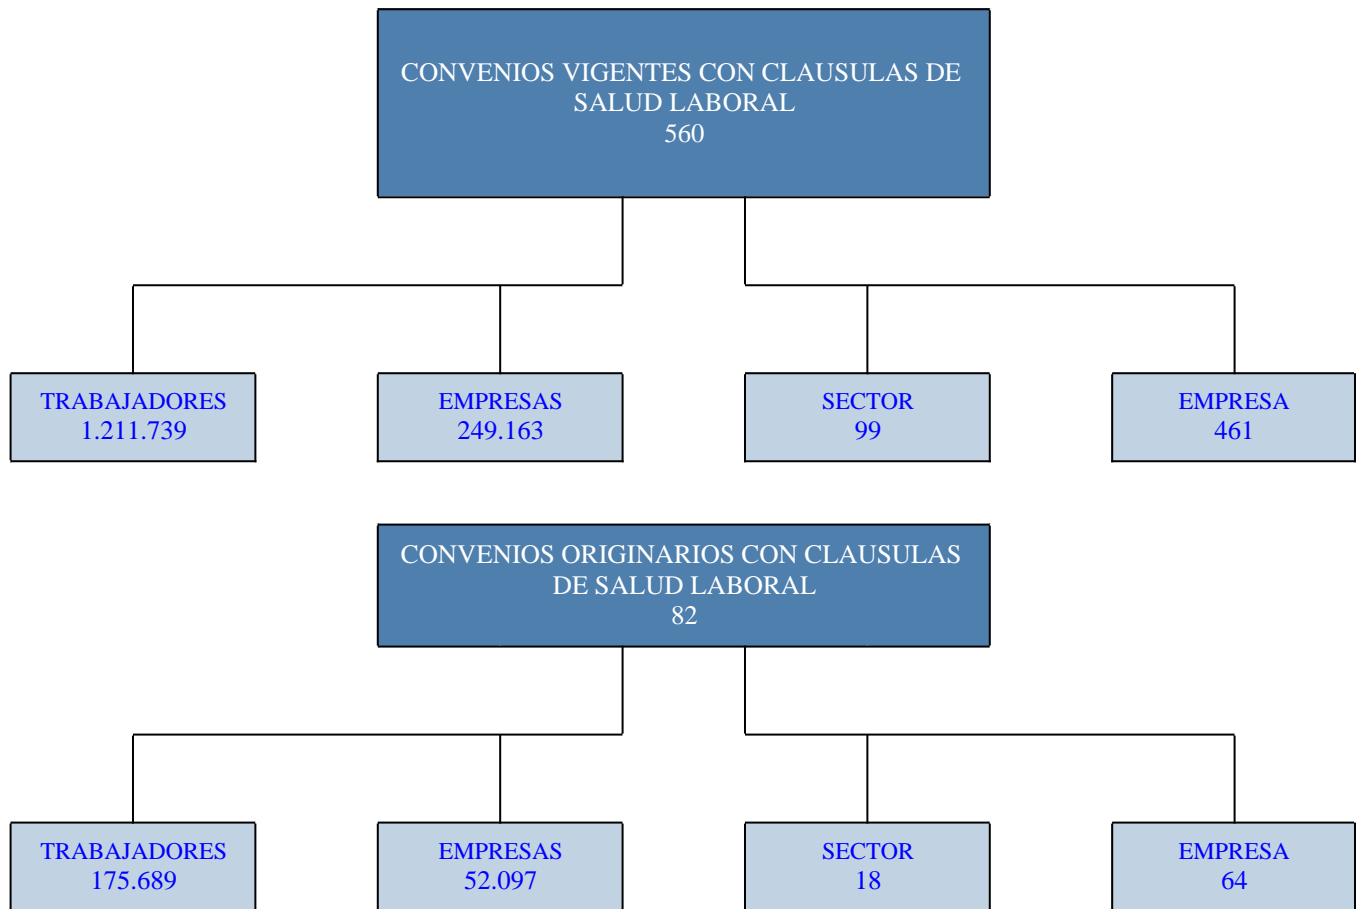 CONVENIOS VIGENTES CON CLAUSULAS DE
SALUD LABORAL
560
TRABAJADORES
1.211.739
EMPRESAS
249.163
SECTOR
99
EMPRESA
461
CONVENIOS ORIGINARIOS CON CLAUSULAS
DE SALUD LABORAL
82
TRABAJADORES
175.689
EMPRESAS
52.097
SECTOR
18
EMPRESA
64